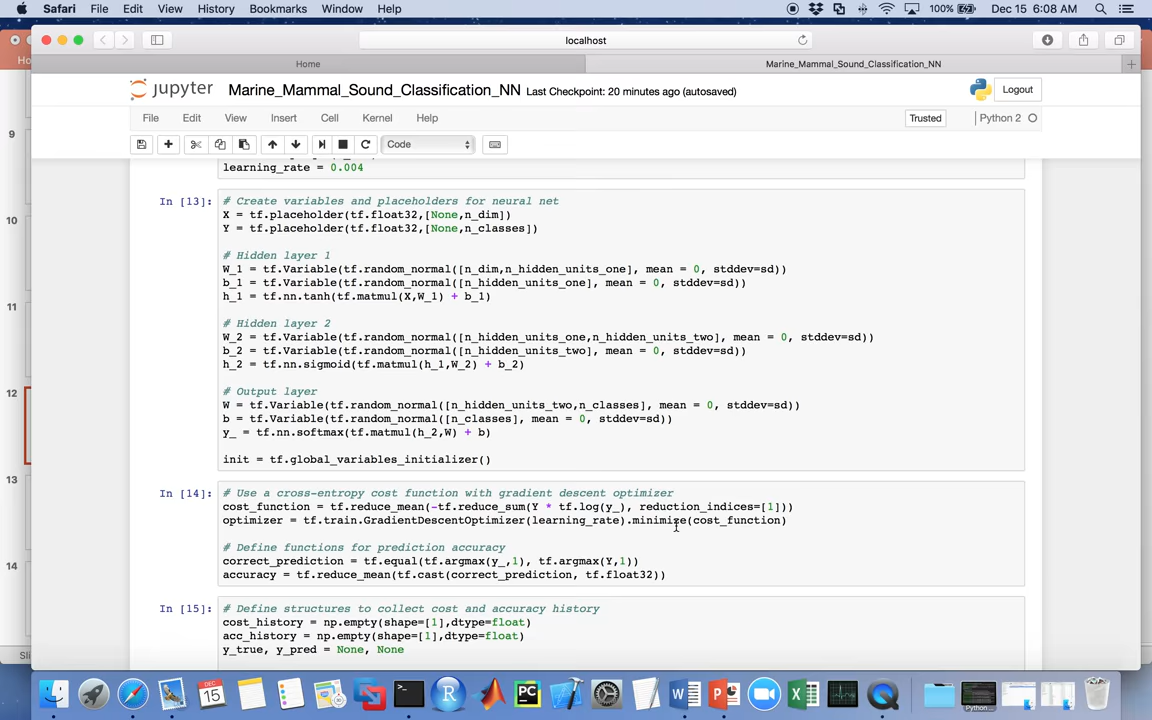 Safari File Edit View History Bookmarks Window Help 100% Dec 15 6:08 AM
localhost
Home Marine_Mammal_Sound_Classification_NN
jupyter Marine_Mammal_Sound_Classification_NN Last Checkpoint: 20 minutes ago (autosaved) Logout
File Edit View Insert Cell Kernel Help Trusted Python 2
Code
learning_rate = 0.004
In [13]: # Create variables and placeholders for neural net
X = tf.placeholder(tf.float32,[None,n_dim])
Y = tf.placeholder(tf.float32,[None,n_classes])
# Hidden layer 1
W_1 = tf.Variable(tf.random_normal([n_dim,n_hidden_units_one], mean = 0, stddev=sd))
b_1 = tf.Variable(tf.random_normal([n_hidden_units_one], mean = 0, stddev=sd))
h_1 = tf.nn.tanh(tf.matmul(X,W_1) + b_1)
# Hidden layer 2
W_2 = tf.Variable(tf.random_normal([n_hidden_units_one,n_hidden_units_two], mean = 0, stddev=sd))
b_2 = tf.Variable(tf.random_normal([n_hidden_units_two], mean = 0, stddev=sd))
h_2 = tf.nn.sigmoid(tf.matmul(h_1,W_2) + b_2)
# Output layer
W = tf.Variable(tf.random_normal([n_hidden_units_two,n_classes], mean = 0, stddev=sd))
b = tf.Variable(tf.random_normal([n_classes], mean = 0, stddev=sd))
y_ = tf.nn.softmax(tf.matmul(h_2,W) + b)
init = tf.global_variables_initializer()
In [14]: # Use a cross-entropy cost function with gradient descent optimizer
cost_function = tf.reduce_mean(-tf.reduce_sum(Y * tf.log(y_), reduction_indices=[1]))
optimizer = tf.train.GradientDescentOptimizer(learning_rate).minimize(cost_function)
# Define functions for prediction accuracy
correct_prediction = tf.equal(tf.argmax(y_,1), tf.argmax(Y,1))
accuracy = tf.reduce_mean(tf.cast(correct_prediction, tf.float32))
In [15]: # Define structures to collect cost and accuracy history
cost_history = np.empty(shape=[1],dtype=float)
acc_history = np.empty(shape=[1],dtype=float)
y_true, y_pred = None, None
Ho
9
10
11
12
13
14
Sli
DEC
15
R
PC
W
P
X
Python